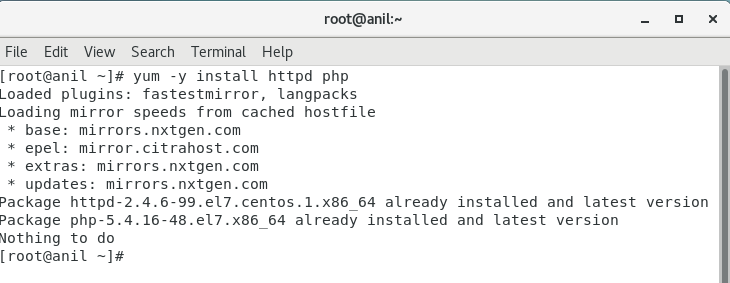 root@anil:~
File Edit View Search Terminal Help
[root@anil ~]# yum -y install httpd php
Loaded plugins: fastestmirror, langpacks
Loading mirror speeds from cached hostfile
 * base: mirrors.nxtgen.com
 * epel: mirror.citrahost.com
 * extras: mirrors.nxtgen.com
 * updates: mirrors.nxtgen.com
Package httpd-2.4.6-99.el7.centos.1.x86_64 already installed and latest version
Package php-5.4.16-48.el7.x86_64 already installed and latest version
Nothing to do
[root@anil ~]#